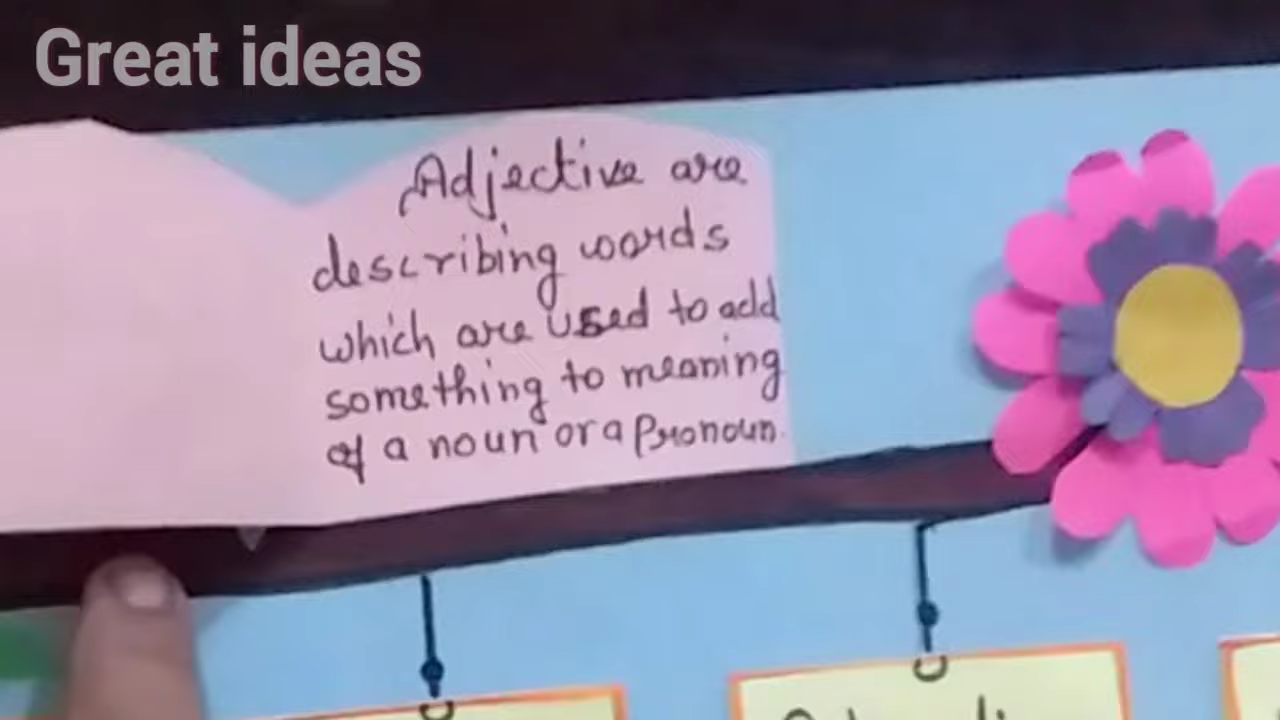 Great ideas
Adjective are
describing words
which are used to add
something to meaning
of a noun or a Pronoun.